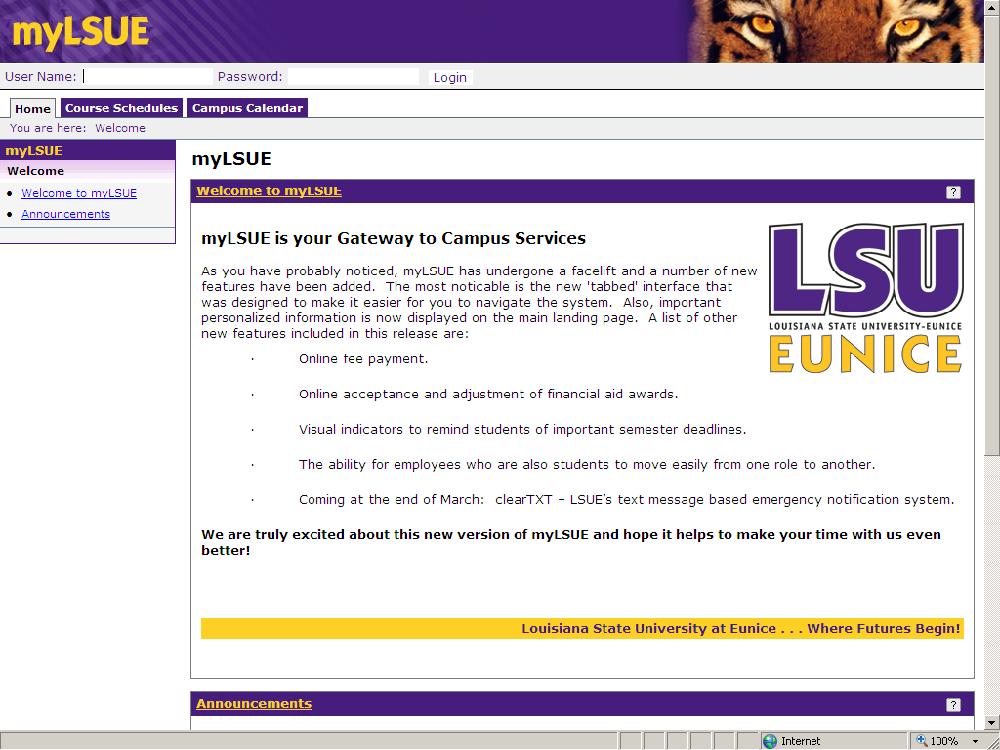 myLSUE
User Name: Password: Login
Home Course Schedules Campus Calendar
You are here: Welcome
myLSUE
Welcome
• Welcome to myLSUE
• Announcements
myLSUE
Welcome to myLSUE ?
myLSUE is your Gateway to Campus Services
As you have probably noticed, myLSUE has undergone a facelift and a number of new
features have been added. The most noticable is the new 'tabbed' interface that
was designed to make it easier for you to navigate the system. Also, important
personalized information is now displayed on the main landing page. A list of other
new features included in this release are:
LSU
LOUISIANA STATE UNIVERSITY-EUNICE
EUNICE
· Online fee payment.
· Online acceptance and adjustment of financial aid awards.
· Visual indicators to remind students of important semester deadlines.
· The ability for employees who are also students to move easily from one role to another.
· Coming at the end of March: clearTXT – LSUE’s text message based emergency notification system.
We are truly excited about this new version of myLSUE and hope it helps to make your time with us even
better!
Louisiana State University at Eunice . . . Where Futures Begin!
Announcements ?
Internet 100%